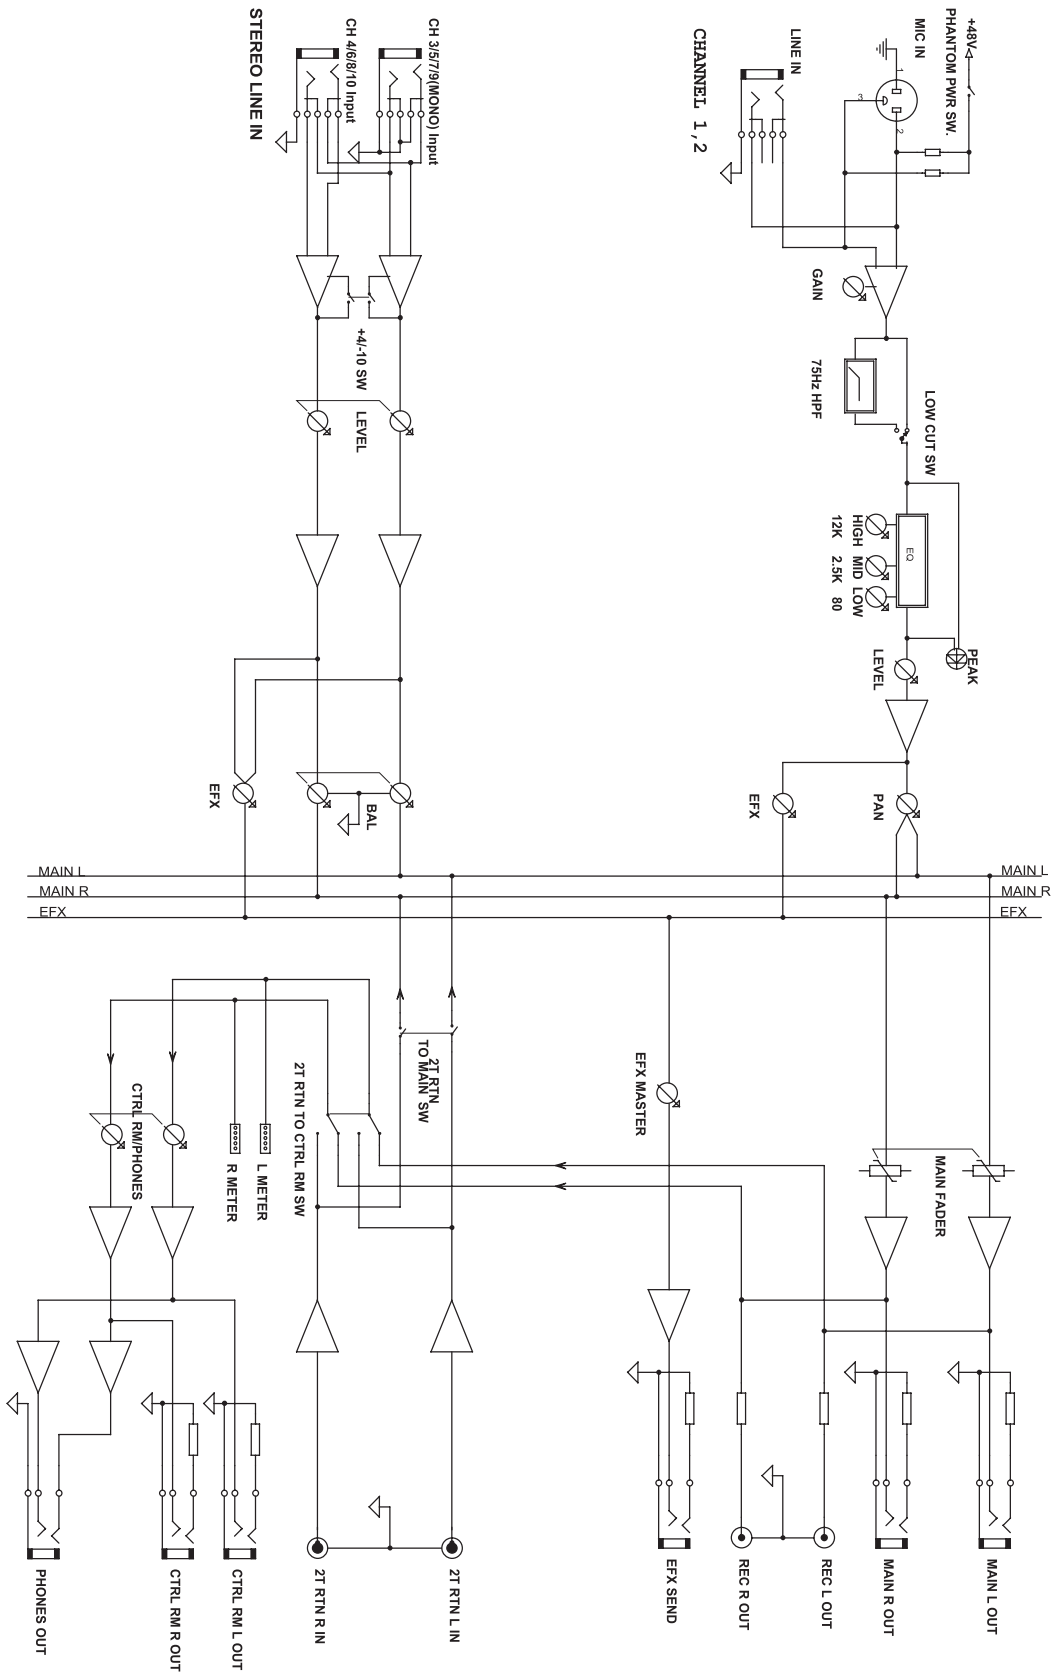 +48V
PHANTOM PWR SW.
MIC IN
1
2
3
LINE IN
CHANNEL 1,2
GAIN
75Hz HPF
LOW CUT SW
EQ
HIGH MID LOW
12K 2.5K 80
PEAK
LEVEL
PAN
EFX
CH 3/5/7/9(MONO) Input
CH 4/6/8/10 Input
STEREO LINE IN
+4/-10 SW
LEVEL
BAL
EFX
MAIN L
MAIN R
EFX
MAIN L
MAIN R
EFX
MAIN FADER
EFX MASTER
2T RTN
TO MAIN SW
2T RTN TO CTRL RM SW
L METER
R METER
CTRL RM/PHONES
MAIN L OUT
MAIN R OUT
REC L OUT
REC R OUT
EFX SEND
2T RTN L IN
2T RTN R IN
CTRL RM L OUT
CTRL RM R OUT
PHONES OUT